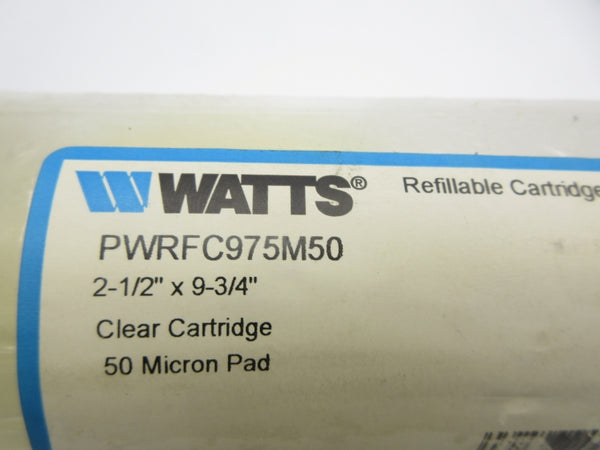 WATTS® Refillable Cartridge
PWRFC975M50
2-1/2" x 9-3/4"
Clear Cartridge
50 Micron Pad